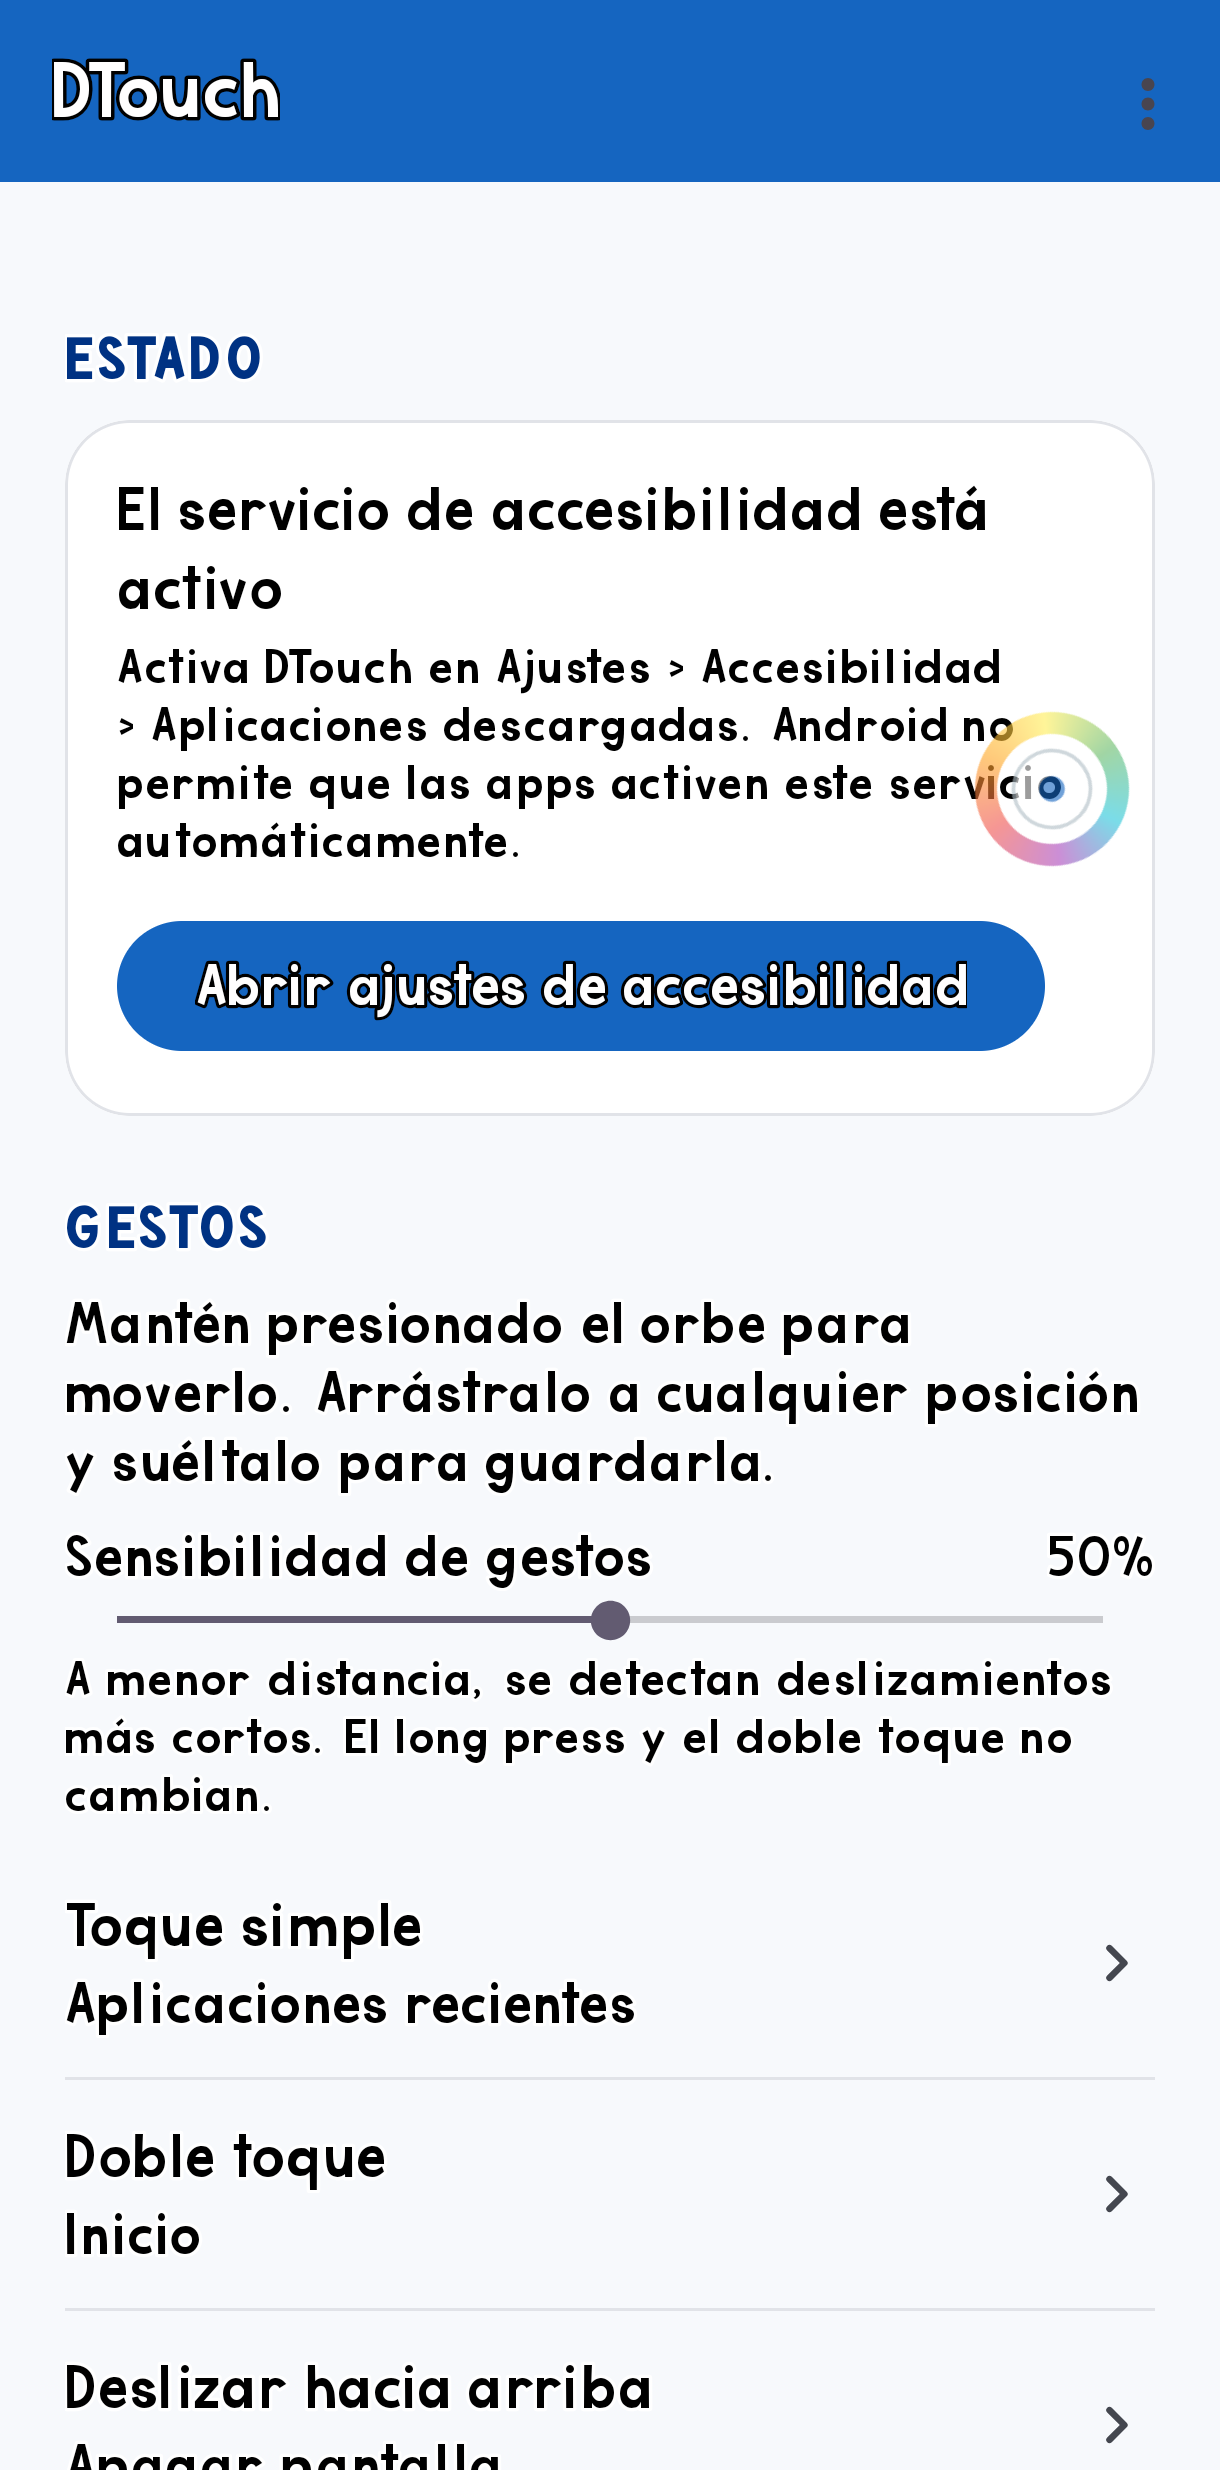 DTouch
ESTADO
El servicio de accesibilidad está
activo
Activa DTouch en Ajustes > Accesibilidad
> Aplicaciones descargadas. Android no
permite que las apps activen este servicio
automáticamente.
Abrir ajustes de accesibilidad
GESTOS
Mantén presionado el orbe para
moverlo. Arrástralo a cualquier posición
y suéltalo para guardarla.
Sensibilidad de gestos 50%
A menor distancia, se detectan deslizamientos
más cortos. El long press y el doble toque no
cambian.
Toque simple
Aplicaciones recientes
Doble toque
Inicio
Deslizar hacia arriba
Apagar pantalla